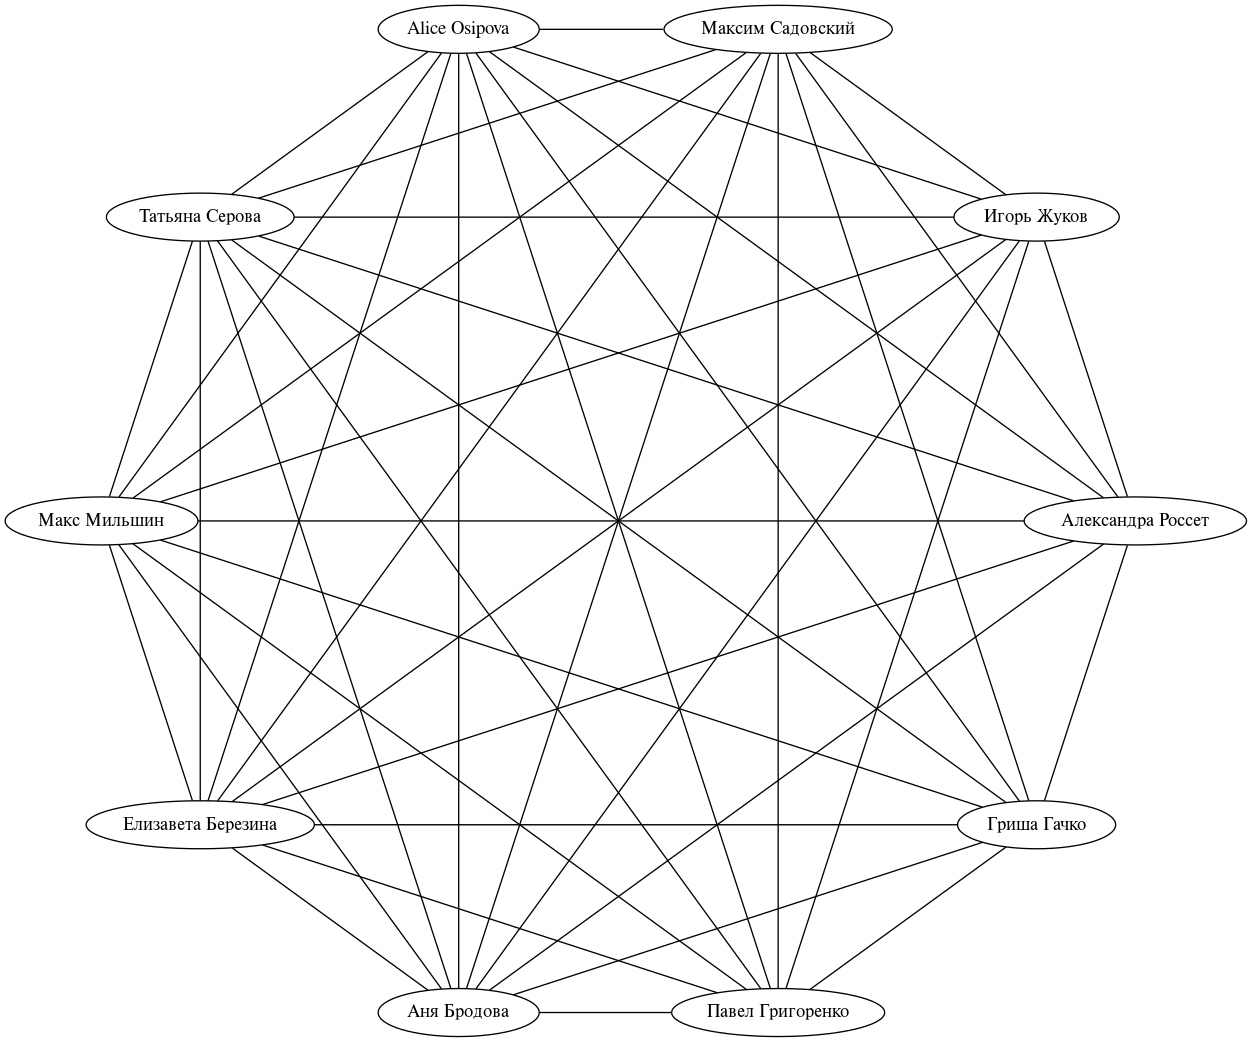 Alice Osipova
Максим Садовский
Татьяна Серова
Игорь Жуков
Макс Мильшин
Александра Россет
Елизавета Березина
Гриша Гачко
Аня Бродова
Павел Григоренко